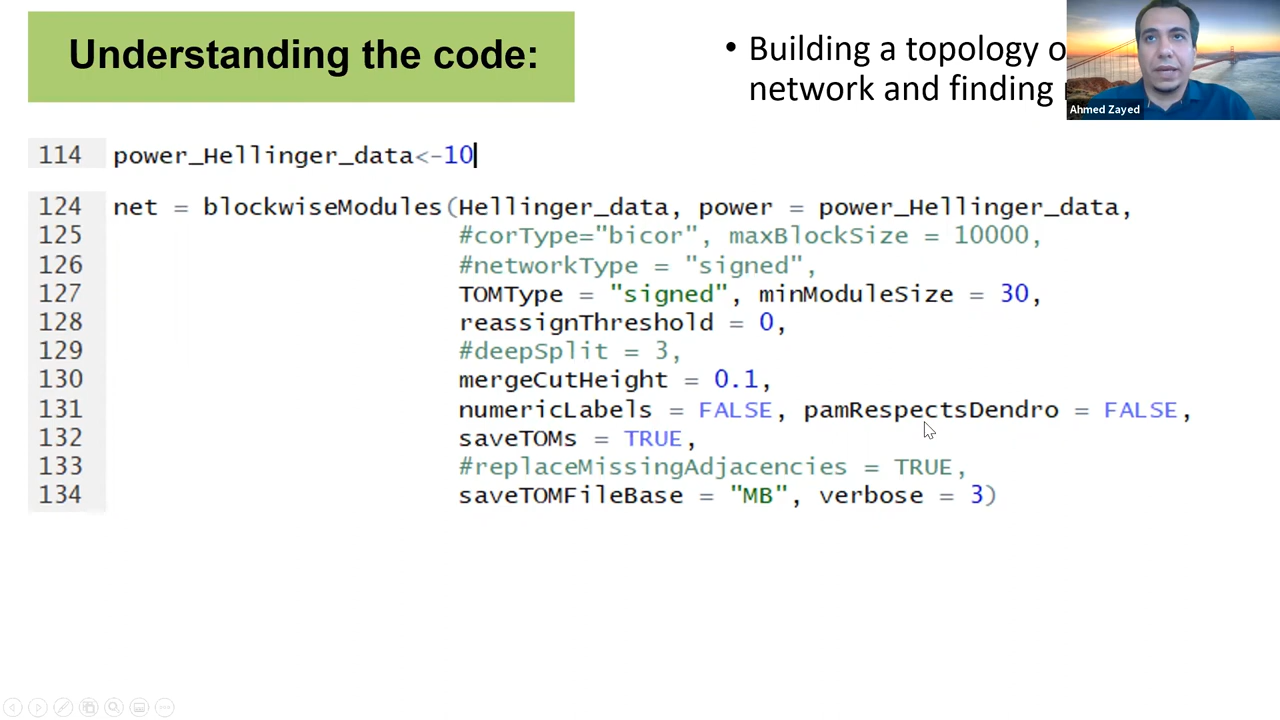 Understanding the code:
• Building a topology o
network and finding
Ahmed Zayed
114 power_Hellinger_data<-10
124 net = blockwiseModules(Hellinger_data, power = power_Hellinger_data,
125 #corType="bicor", maxBlockSize = 10000,
126 #networkType = "signed",
127 TOMType = "signed", minModuleSize = 30,
128 reassignThreshold = 0,
129 #deepSplit = 3,
130 mergeCutHeight = 0.1,
131 numericLabels = FALSE, pamRespectsDendro = FALSE,
132 saveTOMs = TRUE,
133 #replaceMissingAdjacencies = TRUE,
134 saveTOMFileBase = "MB", verbose = 3)